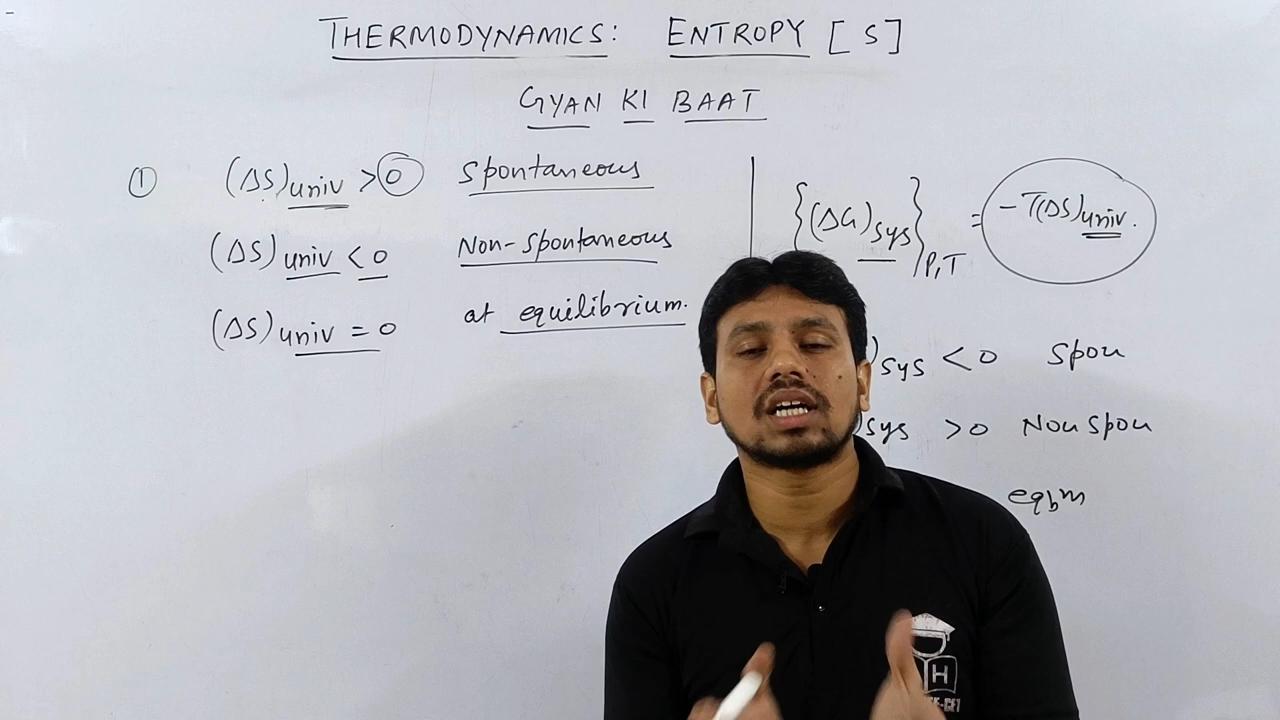 THERMODYNAMICS: ENTROPY [S]
GYAN KI BAAT
① (ΔS)univ >0 Spontaneous
(ΔS)univ <0 Non-Spontaneous
(ΔS)univ = 0 at equilibrium.
{(ΔG)sys}P,T = -T(ΔS)univ.
)sys <0 Spon
)sys >0 Non Spon
eqbm
H